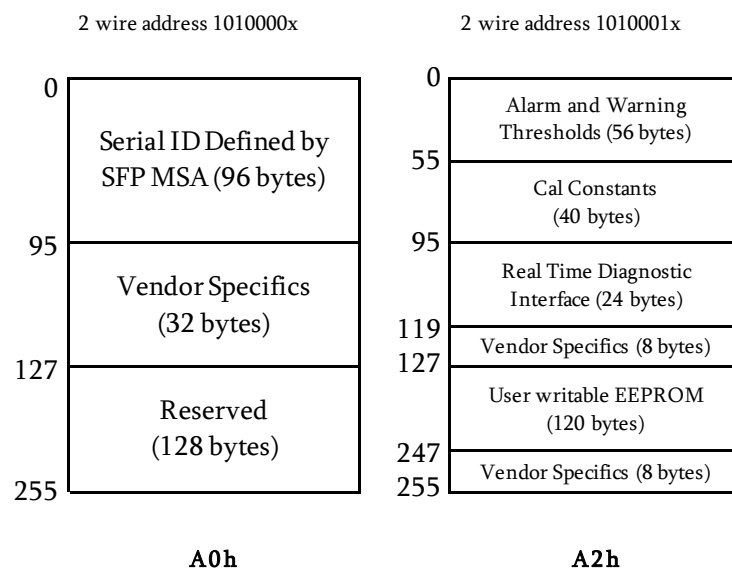 2 wire address 1010000x
0
Serial ID Defined by
SFP MSA (96 bytes)
95
Vendor Specifics
(32 bytes)
127
Reserved
(128 bytes)
255
A0h
2 wire address 1010001x
0
Alarm and Warning
Thresholds (56 bytes)
55
Cal Constants
(40 bytes)
95
Real Time Diagnostic
Interface (24 bytes)
119
Vendor Specifics (8 bytes)
127
User writable EEPROM
(120 bytes)
247
Vendor Specifics (8 bytes)
255
A2h